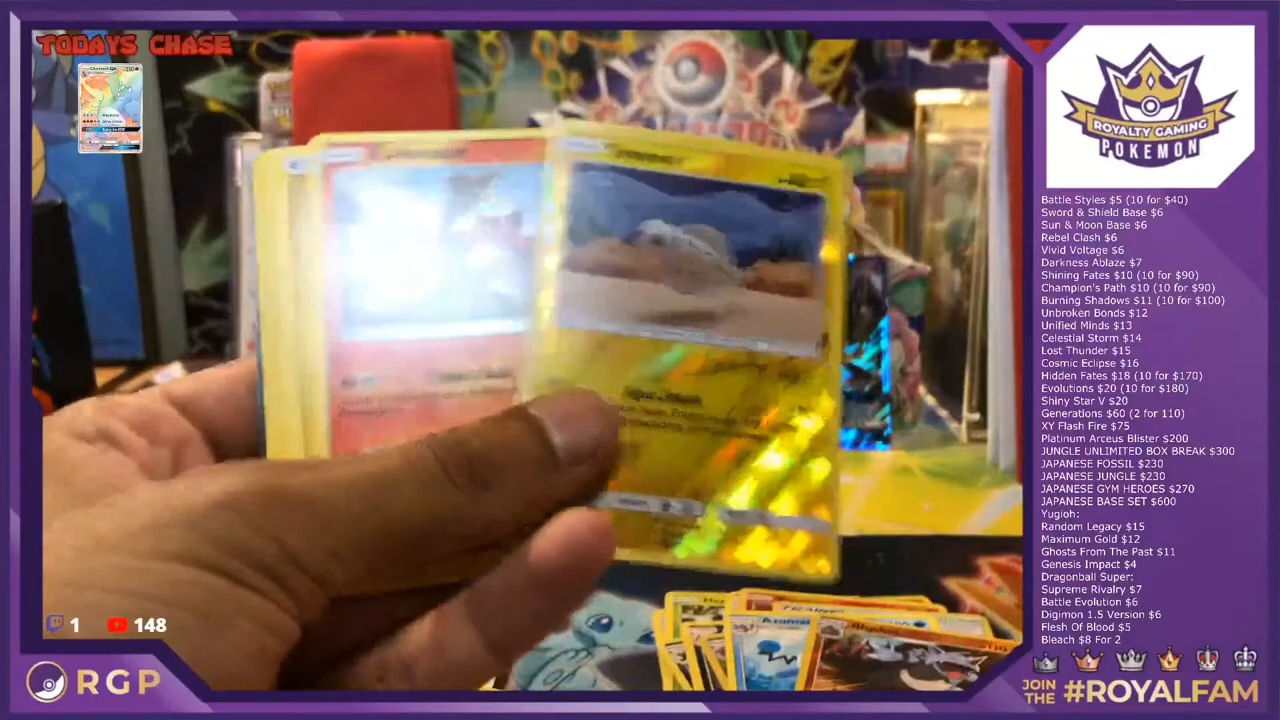 TODAYS CHASE
ROYALTY GAMING
POKEMON
Battle Styles $5 (10 for $40)
Sword & Shield Base $6
Sun & Moon Base $6
Rebel Clash $6
Vivid Voltage $6
Darkness Ablaze $7
Shining Fates $10 (10 for $90)
Champion's Path $10 (10 for $90)
Burning Shadows $11 (10 for $100)
Unbroken Bonds $12
Unified Minds $13
Celestial Storm $14
Lost Thunder $15
Cosmic Eclipse $16
Hidden Fates $18 (10 for $170)
Evolutions $20 (10 for $180)
Shiny Star V $20
Generations $60 (2 for 110)
XY Flash Fire $75
Platinum Arceus Blister $200
JUNGLE UNLIMITED BOX BREAK $300
JAPANESE FOSSIL $230
JAPANESE JUNGLE $230
JAPANESE GYM HEROES $270
JAPANESE BASE SET $600
Yugioh:
Random Legacy $15
Maximum Gold $12
Ghosts From The Past $11
Genesis Impact $4
Dragonball Super:
Supreme Rivalry $7
Battle Evolution $6
Digimon 1.5 Version $6
Flesh Of Blood $5
Bleach $8 For 2
1 148
RGP
JOIN THE #ROYALFAM